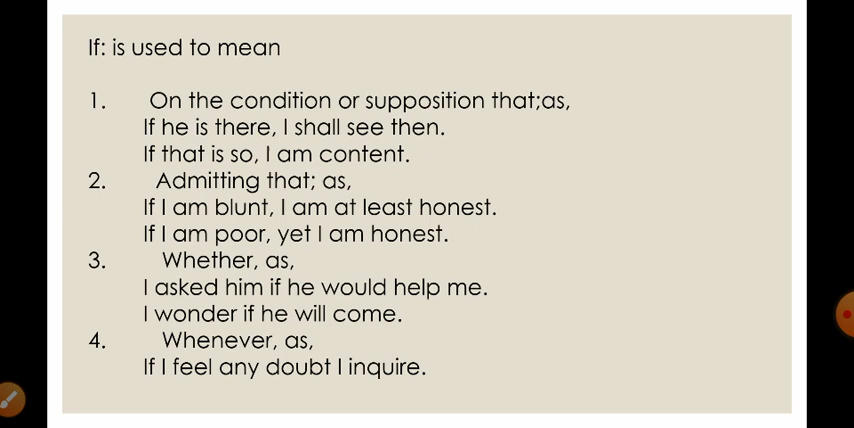 If: is used to mean
1. On the condition or supposition that;as,
If he is there, I shall see then.
If that is so, I am content.
2. Admitting that; as,
If I am blunt, I am at least honest.
If I am poor, yet I am honest.
3. Whether, as,
I asked him if he would help me.
I wonder if he will come.
4. Whenever, as,
If I feel any doubt I inquire.